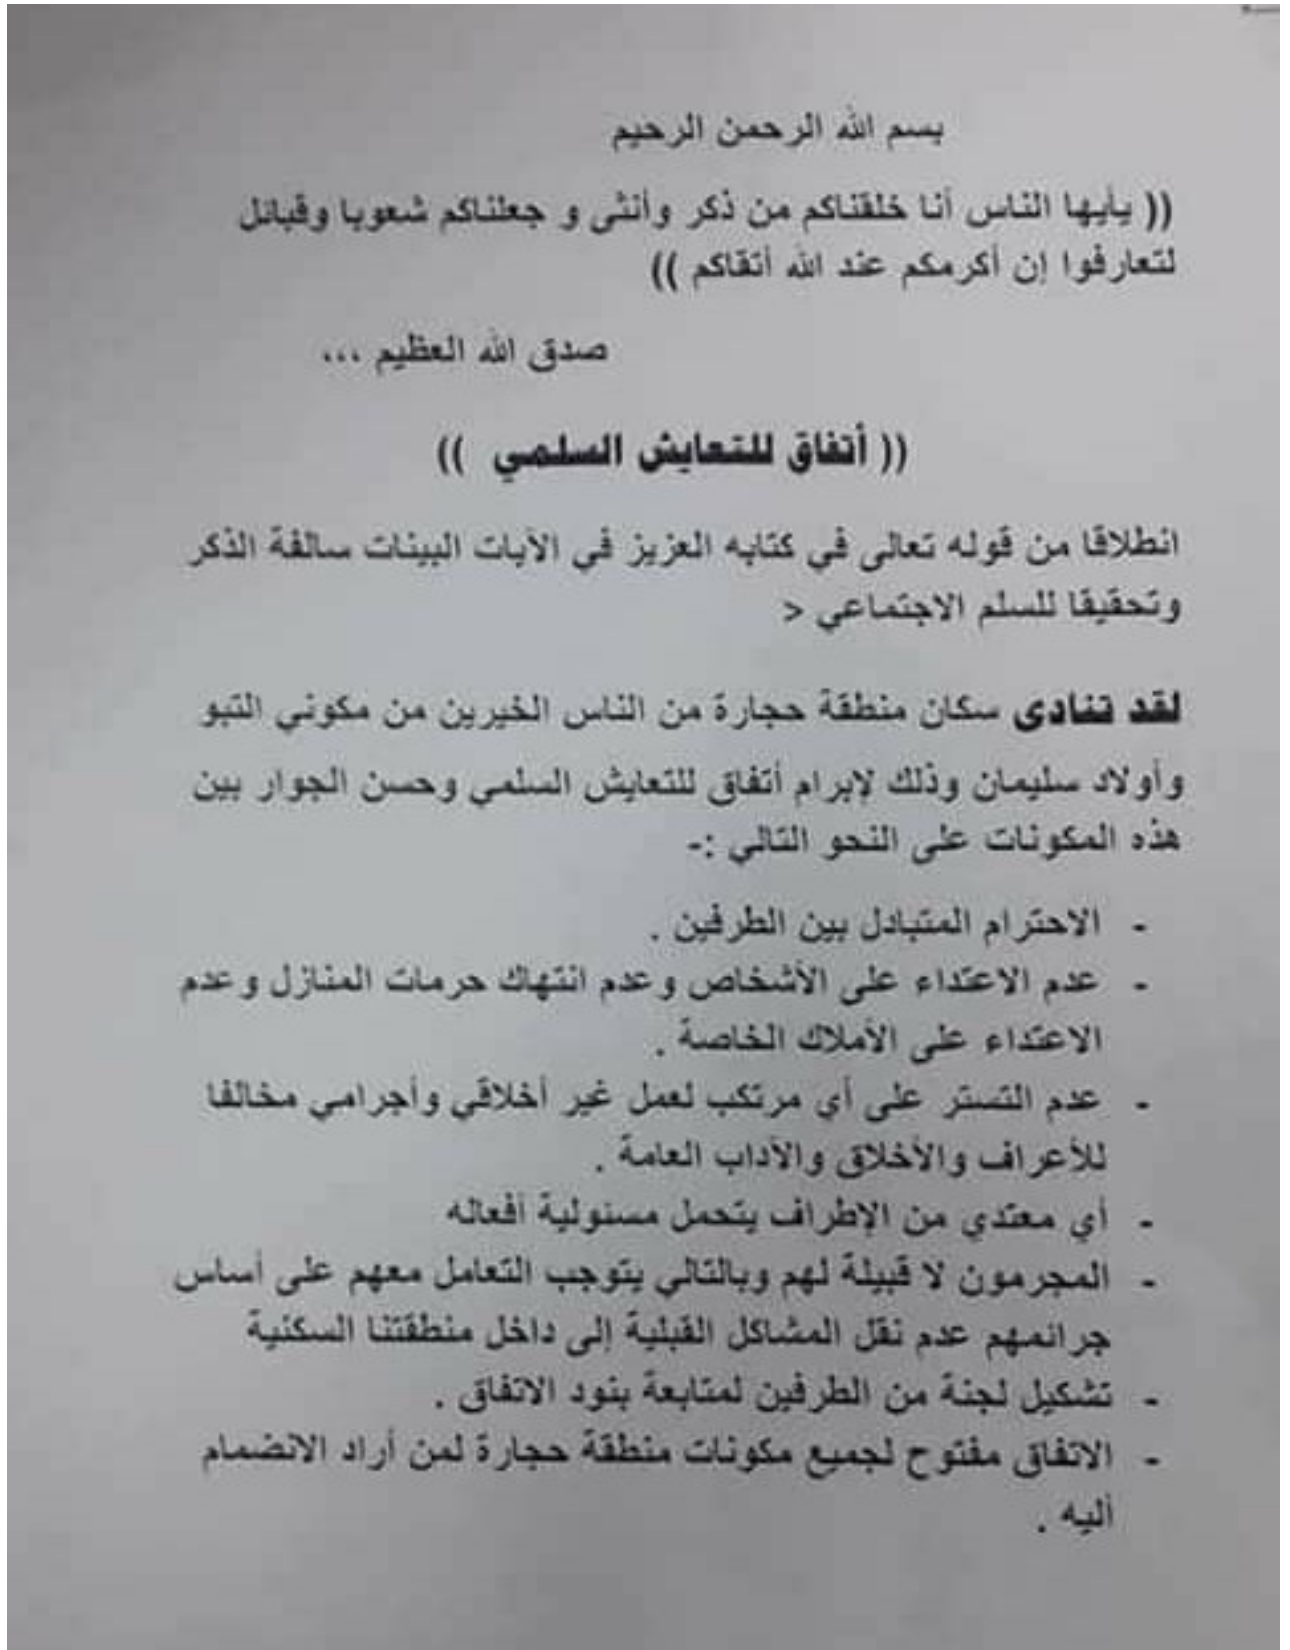 بسم الله الرحمن الرحيم
(( يأيها الناس أنا خلقناكم من ذكر وأنثى و جعلناكم شعوبا وقبائل
لتعارفوا إن أكرمكم عند الله أتقاكم ))
صدق الله العظيم ،،،
(( أتفاق للتعايش السلمي ))
انطلاقا من قوله تعالى في كتابه العزيز في الآيات البينات سالفة الذكر
وتحقيقا للسلم الاجتماعي <
لقد تنادى سكان منطقة حجارة من الناس الخيرين من مكوني التبو
وأولاد سليمان وذلك لإبرام أتفاق للتعايش السلمي وحسن الجوار بين
هذه المكونات على النحو التالي :-
- الاحترام المتبادل بين الطرفين .
- عدم الاعتداء على الأشخاص وعدم انتهاك حرمات المنازل وعدم
الاعتداء على الأملاك الخاصة .
- عدم التستر على أي مرتكب لعمل غير أخلاقي وأجرامي مخالفا
للأعراف والأخلاق والآداب العامة .
- أي معتدي من الإطراف يتحمل مسئولية أفعاله
- المجرمون لا قبيلة لهم وبالتالي يتوجب التعامل معهم على أساس
جرائمهم عدم نقل المشاكل القبلية إلى داخل منطقتنا السكنية
- تشكيل لجنة من الطرفين لمتابعة بنود الاتفاق .
- الاتفاق مفتوح لجميع مكونات منطقة حجارة لمن أراد الانضمام
أليه .